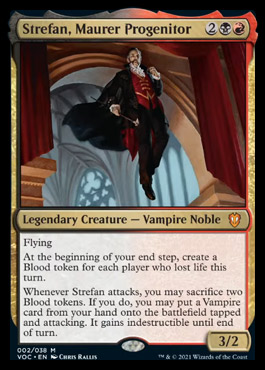 Strefan, Maurer Progenitor 2
Legendary Creature — Vampire Noble
Flying
At the beginning of your end step, create
a Blood token for each player who lost life this
turn.
Whenever Strefan attacks, you may sacrifice two
Blood tokens. If you do, you may put a Vampire
card from your hand onto the battlefield tapped
and attacking. It gains indestructible until end
of turn.
3/2
002/038 M
VOC • EN CHRIS RALLIS
™ & © 2021 Wizards of the Coast